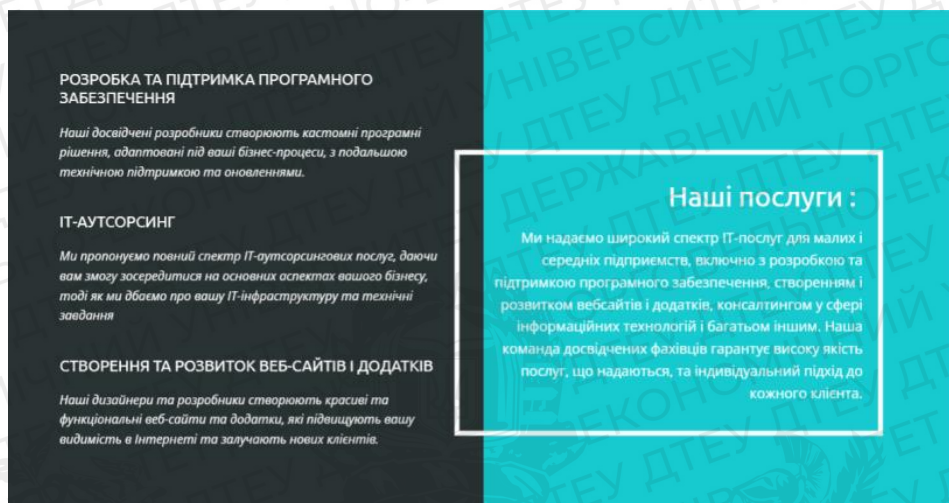 РОЗРОБКА ТА ПІДТРИМКА ПРОГРАМНОГО
ЗАБЕЗПЕЧЕННЯ
Наші досвідчені розробники створюють кастомні програмні
рішення, адаптовані під ваші бізнес-процеси, з подальшою
технічною підтримкою та оновленнями.
ІТ-АУТСОРСИНГ
Ми пропонуємо повний спектр ІТ-аутсорсингових послуг, даючи
вам змогу зосередитися на основних аспектах вашого бізнесу,
тоді як ми дбаємо про вашу ІТ-інфраструктуру та технічні
завдання
СТВОРЕННЯ ТА РОЗВИТОК ВЕБ-САЙТІВ І ДОДАТКІВ
Наші дизайнери та розробники створюють красиві та
функціональні веб-сайти та додатки, які підвищують вашу
видимість в Інтернеті та залучають нових клієнтів.
Наші послуги :
Ми надаємо широкий спектр ІТ-послуг для малих і
середніх підприємств, включно з розробкою та
підтримкою програмного забезпечення, створенням і
розвитком вебсайтів і додатків, консалтингом у сфері
інформаційних технологій і багатьом іншим. Наша
команда досвідчених фахівців гарантує високу якість
послуг, що надаються, та індивідуальний підхід до
кожного клієнта.